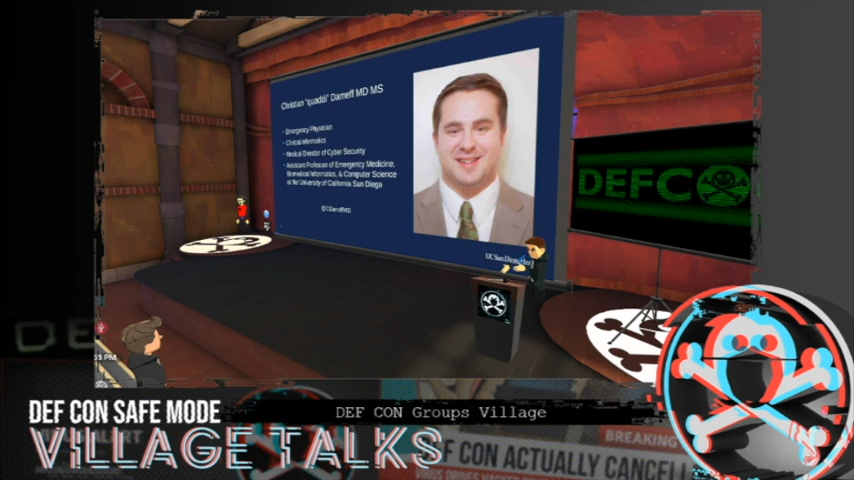 Christian "quaddi" Dameff MD MS
- Emergency Physician
- Clinical Informatics
- Medical Director of Cyber Security
- Assistant Professor of Emergency Medicine,
Biomedical Informatics, & Computer Science
at the University of California San Diego
@CDameffMD
UC San Diego
DEFC
PM
DEF CON Groups Village
DEF CON SAFE MODE
VILLAGE TALKS
BREAKING
DEF CON ACTUALLY CANCELL